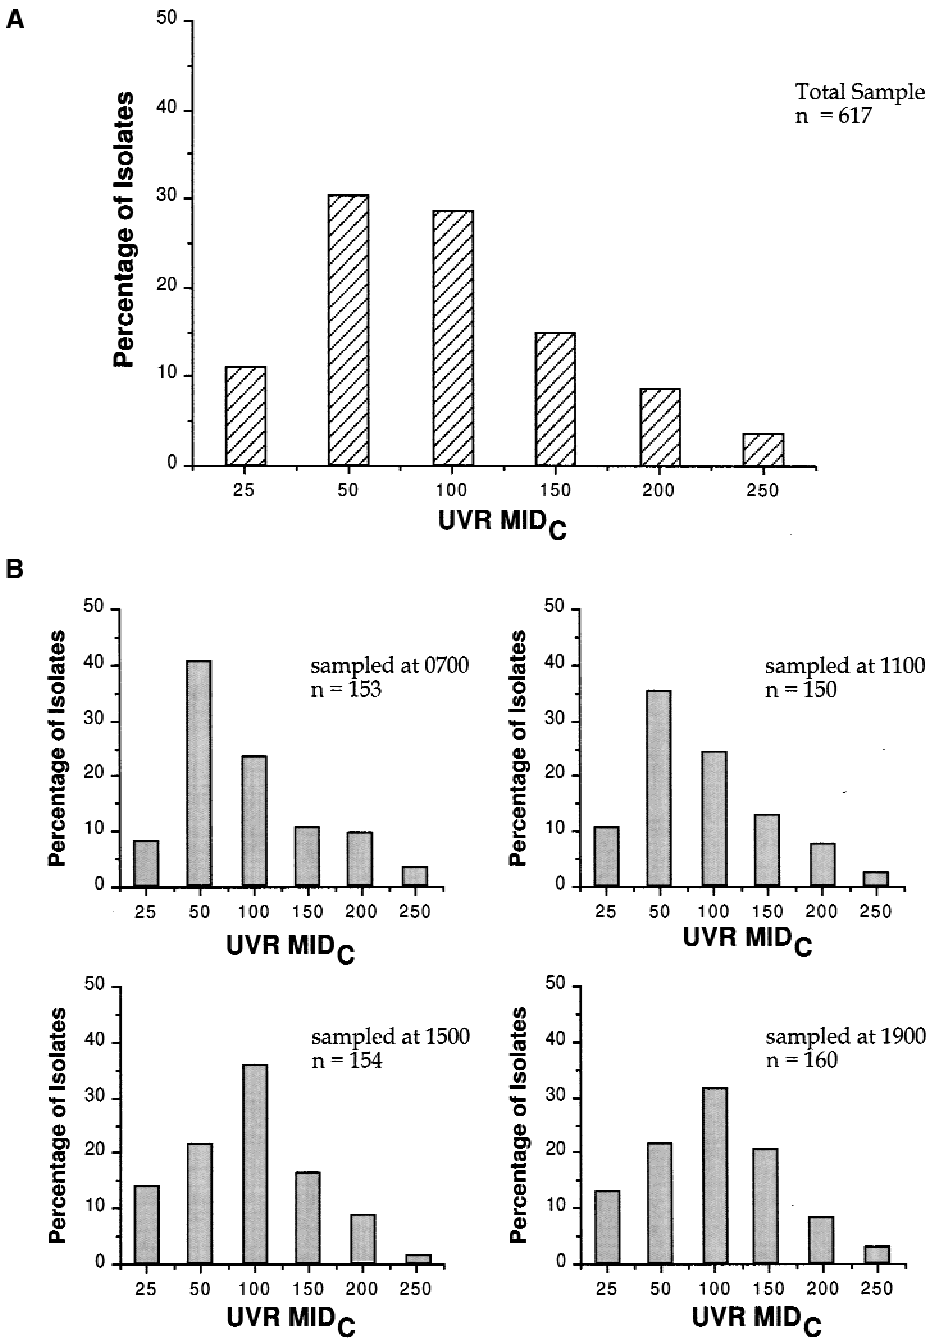 A
50
40
30
20
10
0
Percentage of Isolates
Total Sample
n = 617
25 50 100 150 200 250
UVR MIDC
B
50
40
30
20
10
0
Percentage of Isolates
sampled at 0700
n = 153
25 50 100 150 200 250
UVR MIDC
50
40
30
20
10
0
Percentage of Isolates
sampled at 1100
n = 150
25 50 100 150 200 250
UVR MIDC
50
40
30
20
10
0
Percentage of Isolates
sampled at 1500
n = 154
25 50 100 150 200 250
UVR MIDC
50
40
30
20
10
0
Percentage of Isolates
sampled at 1900
n = 160
25 50 100 150 200 250
UVR MIDC